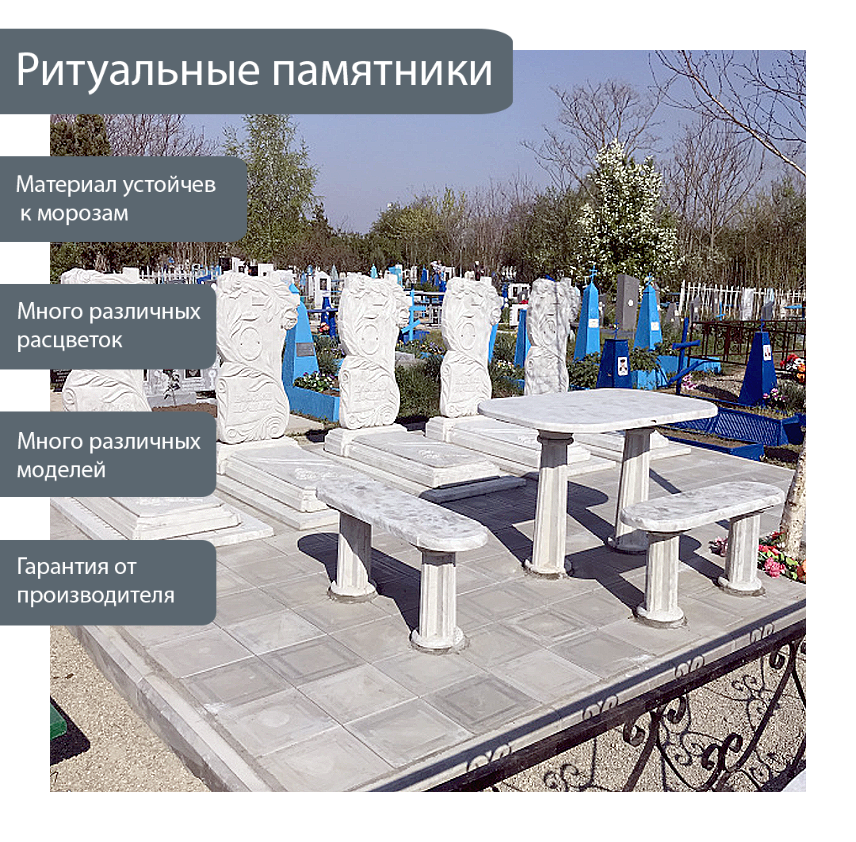 Ритуальные памятники
Материал устойчев
к морозам
Много различных
расцветок
Много различных
моделей
Гарантия от
производителя